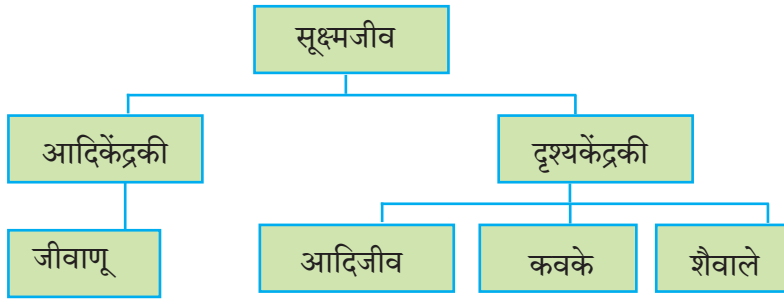 सूक्ष्मजीव
आदिकेंद्रकी
दृश्यकेंद्रकी
जीवाणू
आदिजीव
कवके
शैवाले